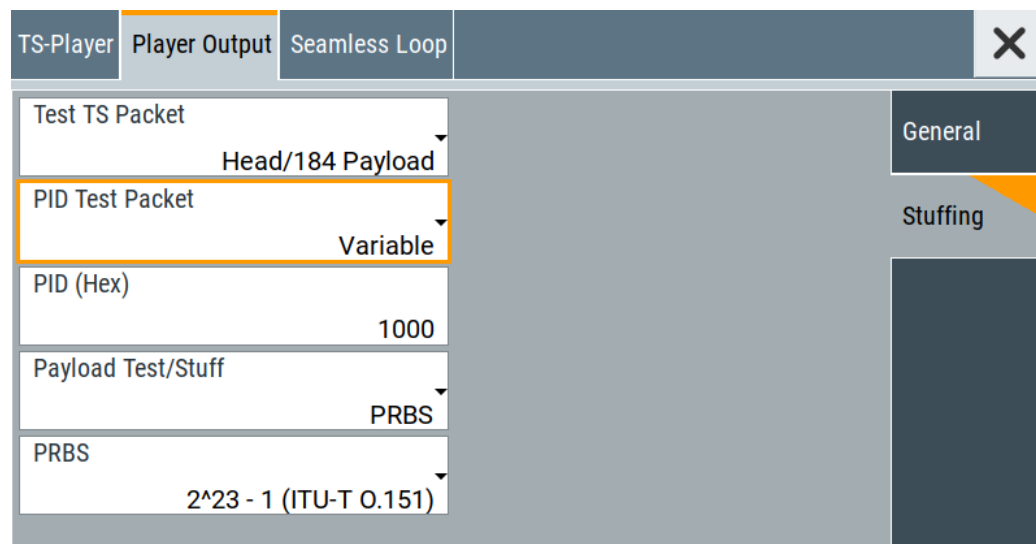 TS-Player Player Output Seamless Loop
Test TS Packet
Head/184 Payload
PID Test Packet
Variable
PID (Hex)
1000
Payload Test/Stuff
PRBS
PRBS
2^23 - 1 (ITU-T O.151)
General
Stuffing